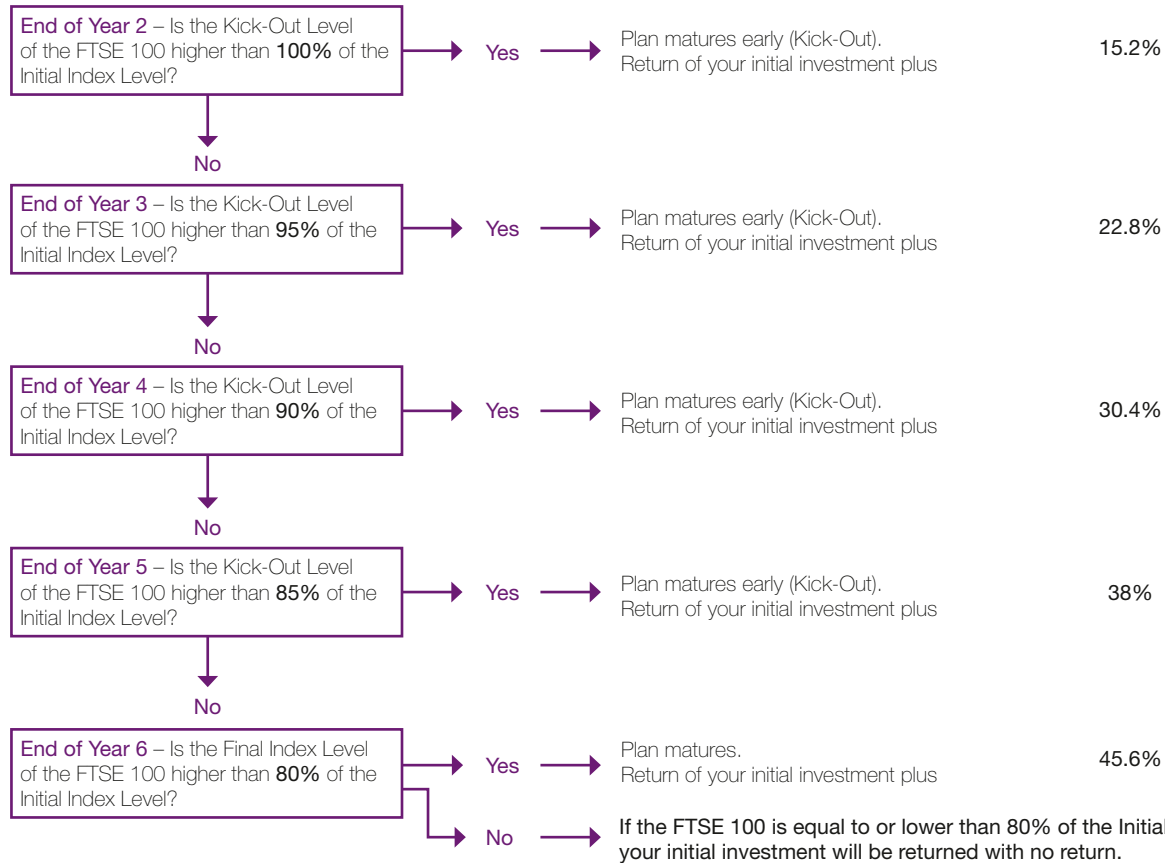 End of Year 2 – Is the Kick-Out Level
of the FTSE 100 higher than 100% of the
Initial Index Level?
Yes
Plan matures early (Kick-Out).
Return of your initial investment plus
15.2%
No
End of Year 3 – Is the Kick-Out Level
of the FTSE 100 higher than 95% of the
Initial Index Level?
Yes
Plan matures early (Kick-Out).
Return of your initial investment plus
22.8%
No
End of Year 4 – Is the Kick-Out Level
of the FTSE 100 higher than 90% of the
Initial Index Level?
Yes
Plan matures early (Kick-Out).
Return of your initial investment plus
30.4%
No
End of Year 5 – Is the Kick-Out Level
of the FTSE 100 higher than 85% of the
Initial Index Level?
Yes
Plan matures early (Kick-Out).
Return of your initial investment plus
38%
No
End of Year 6 – Is the Final Index Level
of the FTSE 100 higher than 80% of the
Initial Index Level?
Yes
Plan matures.
Return of your initial investment plus
45.6%
No
If the FTSE 100 is equal to or lower than 80% of the Initial
your initial investment will be returned with no return.